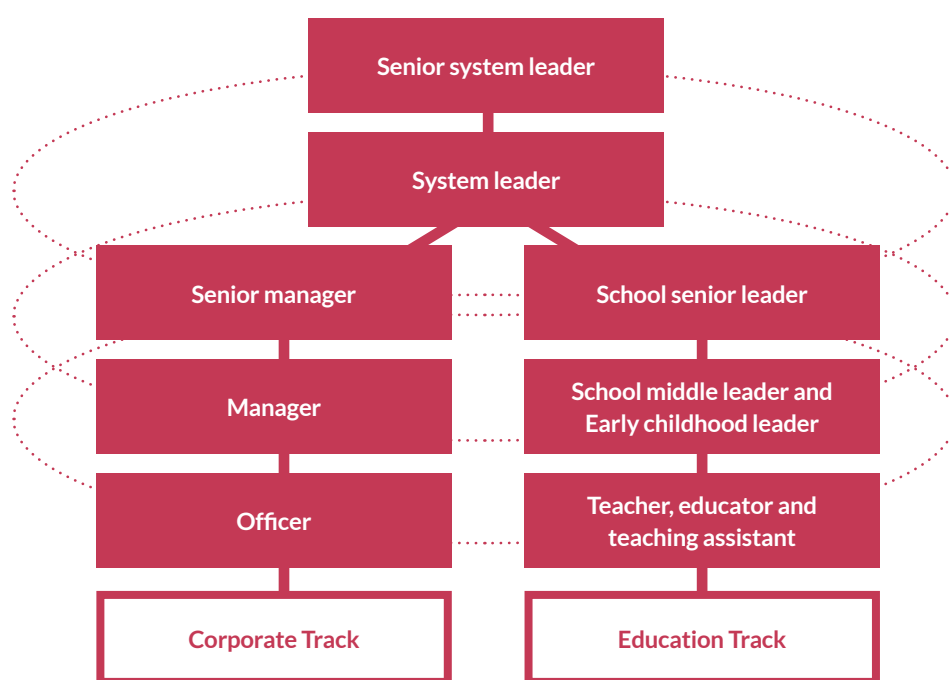 Senior system leader
System leader
Senior manager
School senior leader
Manager
School middle leader and
Early childhood leader
Officer
Teacher, educator and
teaching assistant
Corporate Track
Education Track